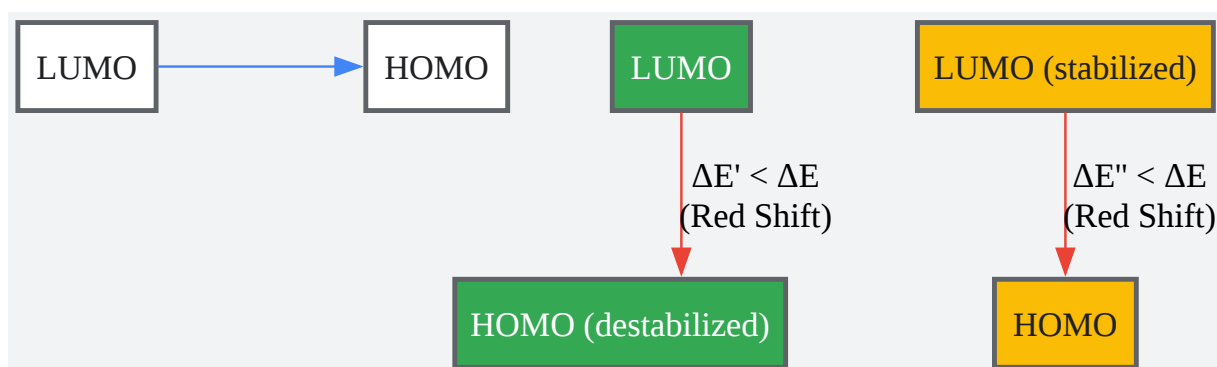 LUMO
HOMO
LUMO
LUMO (stabilized)
ΔE' < ΔE
(Red Shift)
ΔE" < ΔE
(Red Shift)
HOMO (destabilized)
HOMO